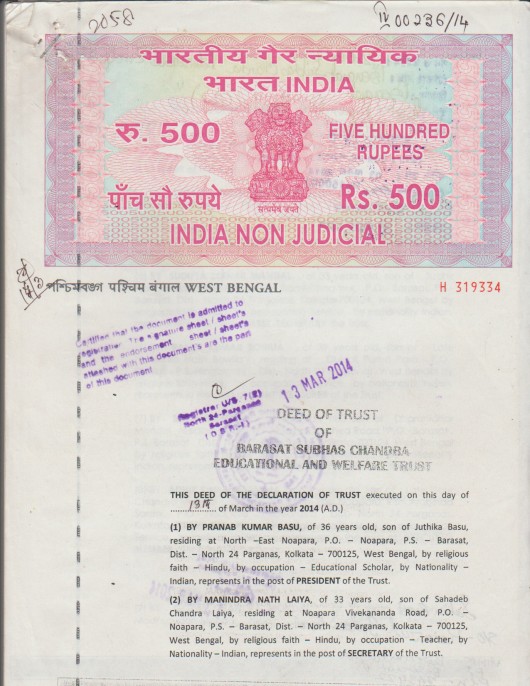 2058
IV 00236/14
भारतीय गैर न्यायिक
भारत INDIA
रु. 500
FIVE HUNDRED
RUPEES
पाँच सौ रुपये
सत्यमेव जयते
Rs. 500
INDIA NON JUDICIAL
পশ্চিমবঙ্গ पश्चिम बंगाल WEST BENGAL
H 319334
Certified that the document is admitted to
registration. The signature sheet / sheet's
and the endorsement sheet / sheet's
attached with this document's are the part
of this document.
Registrar U/S 7(2)
North 24-Parganas
Barasat
13 MAR 2014
DEED OF TRUST
OF
BARASAT SUBHAS CHANDRA
EDUCATIONAL AND WELFARE TRUST
THIS DEED OF THE DECLARATION OF TRUST executed on this day of
......13th...... of March in the year 2014 (A.D.)
(1) BY PRANAB KUMAR BASU, of 36 years old, son of Juthika Basu,
residing at North –East Noapara, P.O. – Noapara, P.S. – Barasat,
Dist. – North 24 Parganas, Kolkata – 700125, West Bengal, by religious
faith – Hindu, by occupation – Educational Scholar, by Nationality –
Indian, represents in the post of PRESIDENT of the Trust.
(2) BY MANINDRA NATH LAIYA, of 33 years old, son of Sahadeb
Chandra Laiya, residing at Noapara Vivekananda Road, P.O. –
Noapara, P.S. – Barasat, Dist. – North 24 Parganas, Kolkata – 700125,
West Bengal, by religious faith – Hindu, by occupation – Teacher, by
Nationality – Indian, represents in the post of SECRETARY of the Trust.